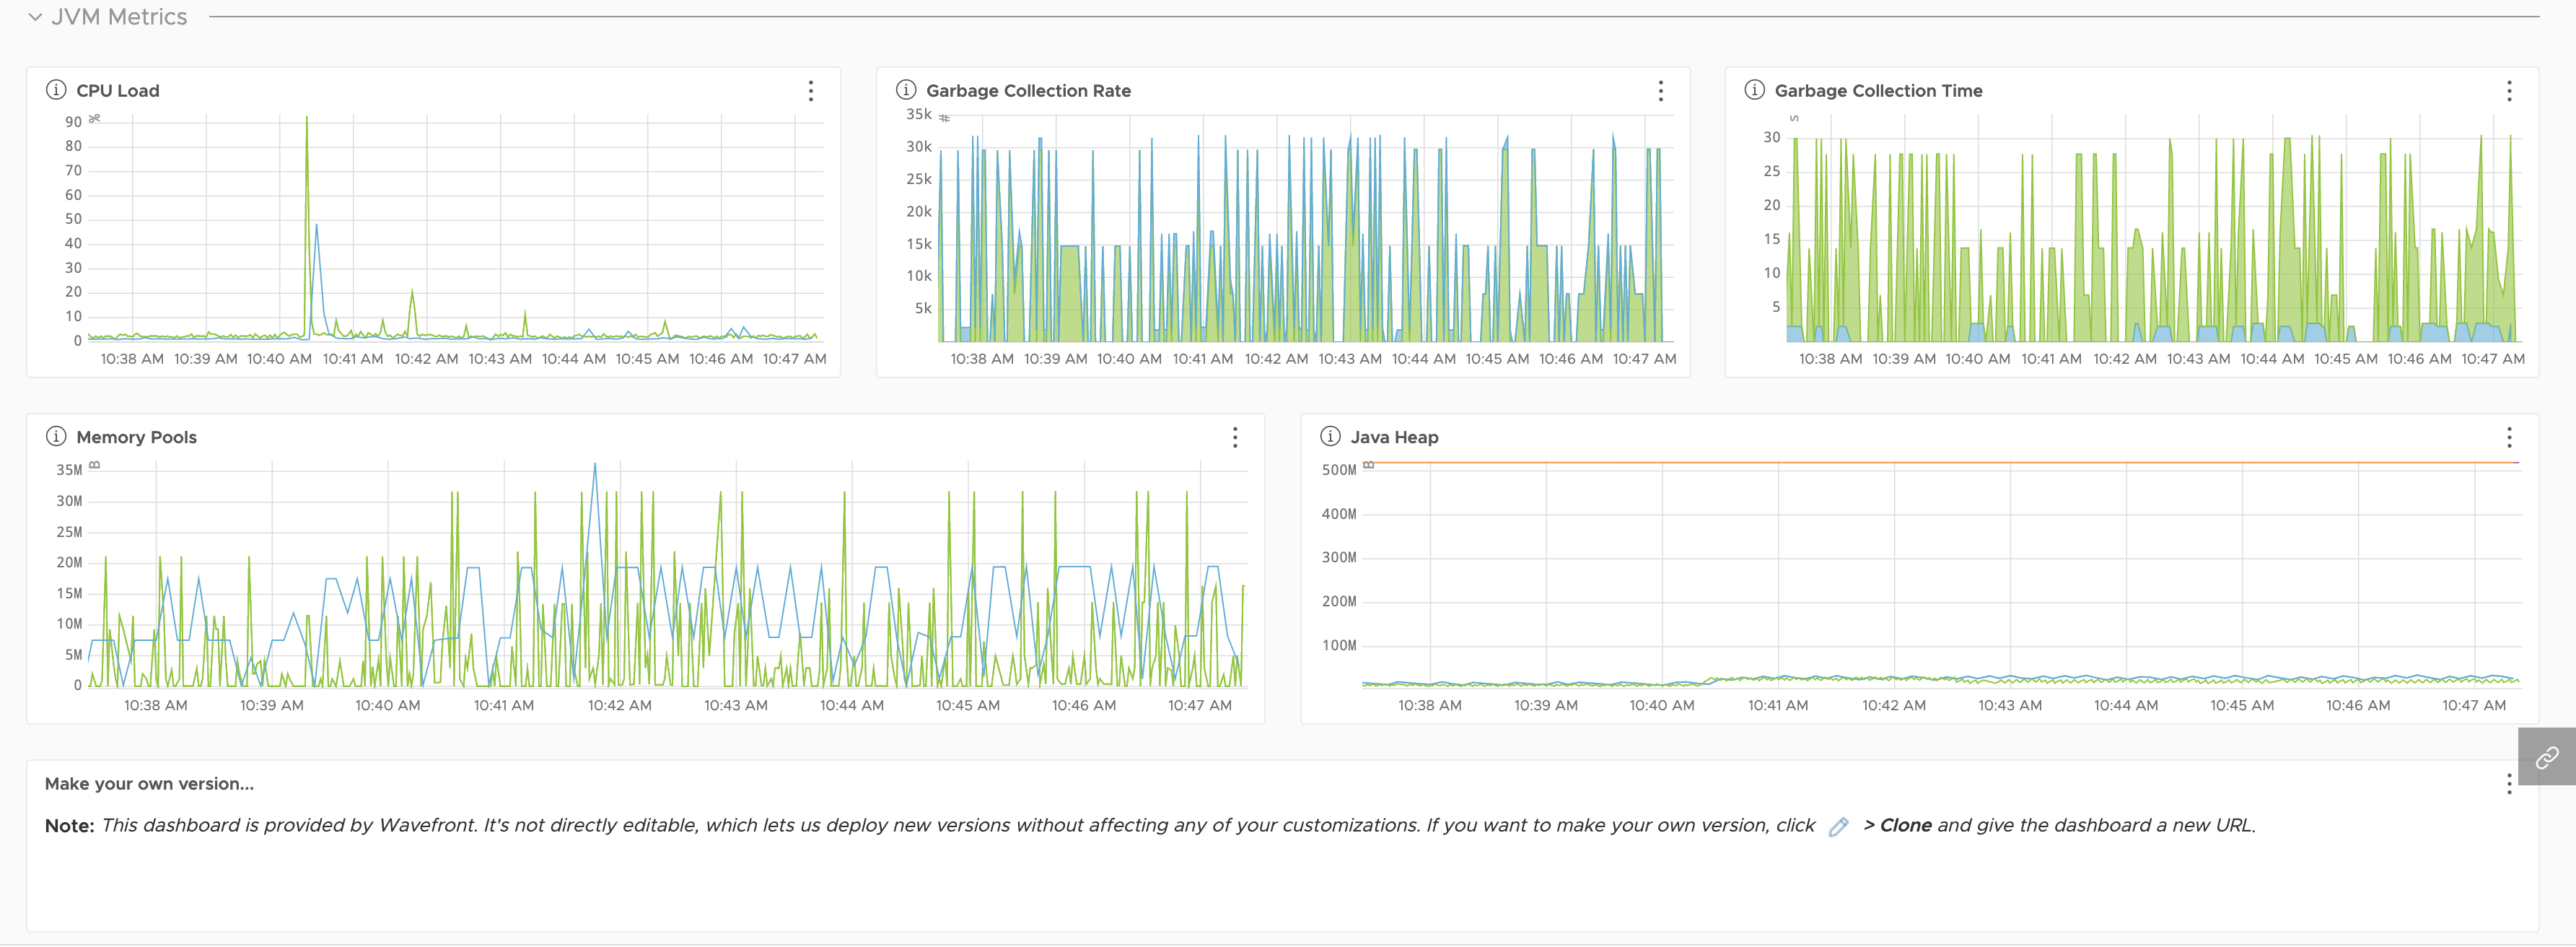 JVM Metrics
CPU Load
90
%
80
70
60
50
40
30
20
10
0
10:38 AM 10:39 AM 10:40 AM 10:41 AM 10:42 AM 10:43 AM 10:44 AM 10:45 AM 10:46 AM 10:47 AM
Garbage Collection Rate
35k
#
30k
25k
20k
15k
10k
5k
10:38 AM 10:39 AM 10:40 AM 10:41 AM 10:42 AM 10:43 AM 10:44 AM 10:45 AM 10:46 AM 10:47 AM
Garbage Collection Time
s
30
25
20
15
10
5
10:38 AM 10:39 AM 10:40 AM 10:41 AM 10:42 AM 10:43 AM 10:44 AM 10:45 AM 10:46 AM 10:47 AM
Memory Pools
35M
B
30M
25M
20M
15M
10M
5M
0
10:38 AM 10:39 AM 10:40 AM 10:41 AM 10:42 AM 10:43 AM 10:44 AM 10:45 AM 10:46 AM 10:47 AM
Java Heap
500M
B
400M
300M
200M
100M
10:38 AM 10:39 AM 10:40 AM 10:41 AM 10:42 AM 10:43 AM 10:44 AM 10:45 AM 10:46 AM 10:47 AM
Make your own version...
Note: This dashboard is provided by Wavefront. It's not directly editable, which lets us deploy new versions without affecting any of your customizations. If you want to make your own version, click > Clone and give the dashboard a new URL.